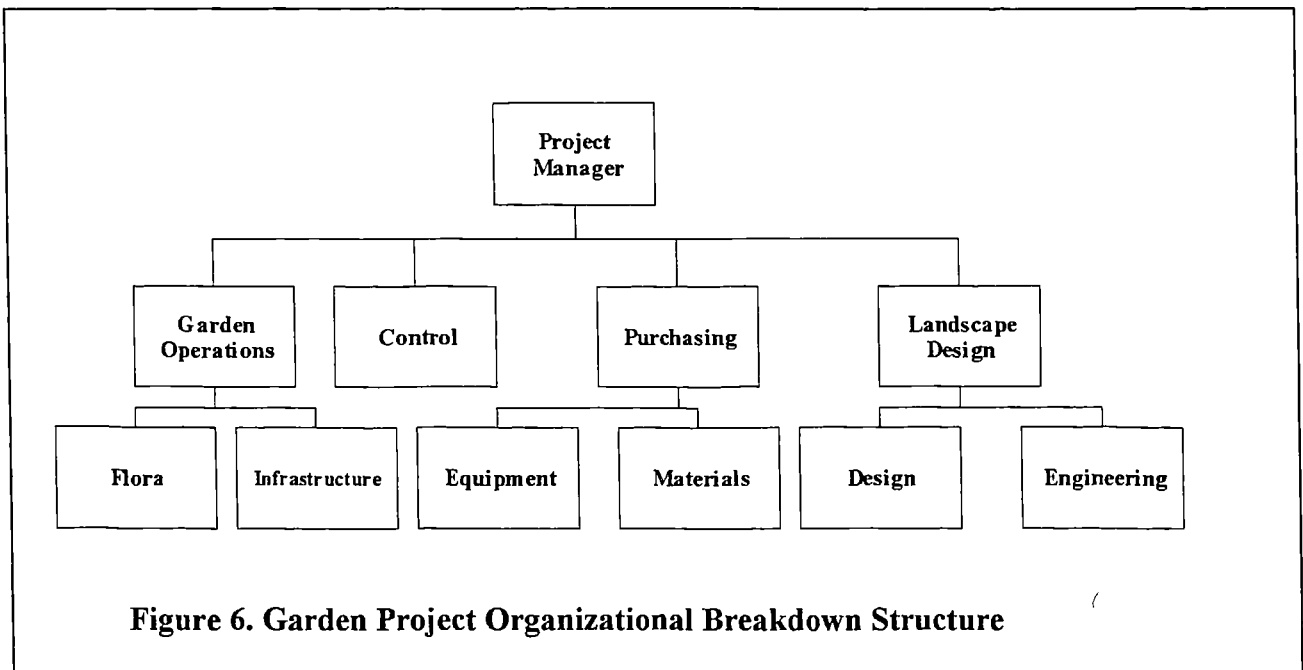 Project
Manager
Garden
Operations
Control
Purchasing
Landscape
Design
Flora
Infrastructure
Equipment
Materials
Design
Engineering
Figure 6. Garden Project Organizational Breakdown Structure